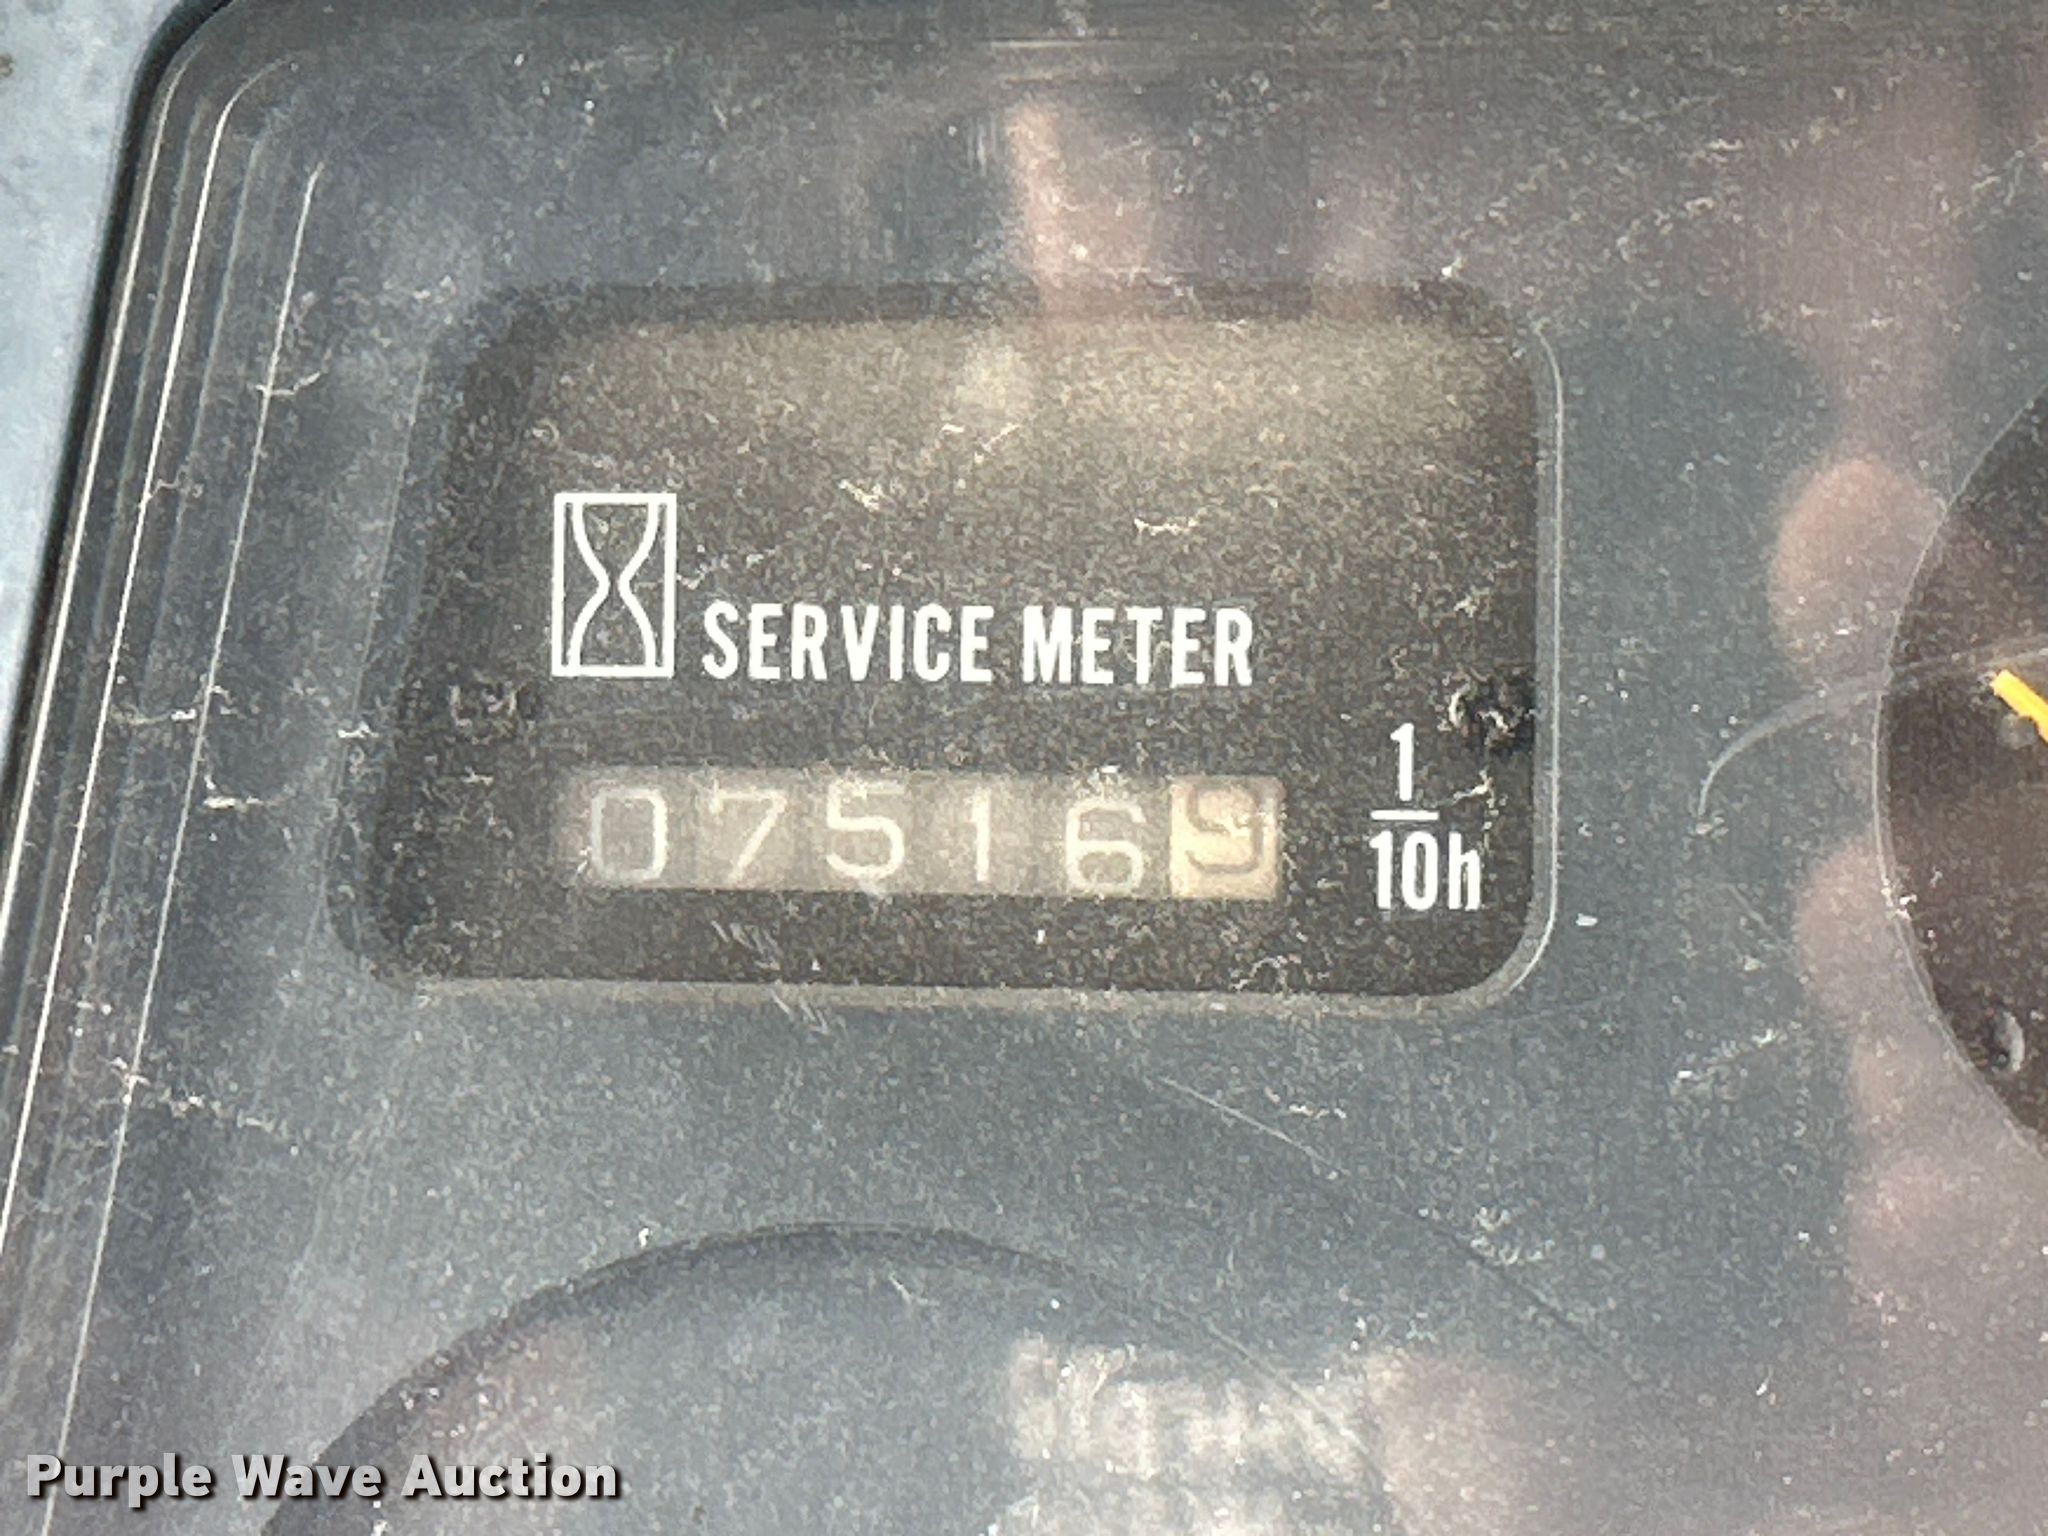 SERVICE METER
075169
1
10h
Purple Wave Auction